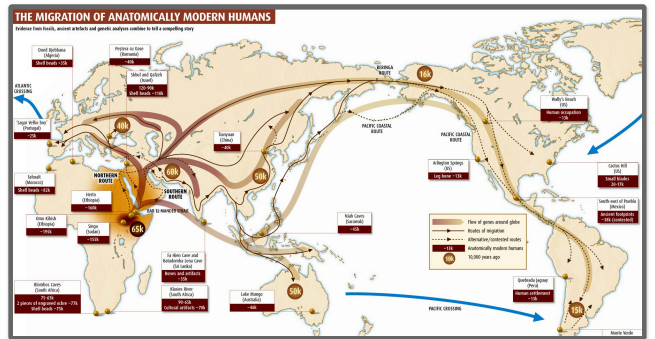 THE MIGRATION OF ANATOMICALLY MODERN HUMANS
Evidence from fossils, ancient artefacts and genetic analyses combine to tell a compelling story
Oued Djebbana
(Algeria)
Shell beads ~35k
Pestera cu Oase
(Romania)
~40k
Skhul and Qafzeh
(Israel)
120-90k
Shell beads ~110k
ATLANTIC
CROSSING
'Lagar Velho Boy'
(Portugal)
~25k
Taforalt
(Morocco)
Shell beads ~82k
Herto
(Ethiopia)
~160k
Omo Kibish
(Ethiopia)
~195k
Singa
(Sudan)
~155k
Blombos Caves
(South Africa)
75-65k
2 pieces of engraved ochre ~77k
Shell beads ~75k
NORTHERN
ROUTE
SOUTHERN
ROUTE
BAB EL MANDEB STRAIT
65k
40k
60k
50k
50k
16k
15k
Tianyuan
(China)
~40k
Fa Hien Cave and
Batadomba Lena Cave
(Sri Lanka)
Bones and artifacts
~35k
Klasies River
(South Africa)
90-65k
Cultural artefacts ~70k
Niah Caves
(Sarawak)
~45k
Lake Mungo
(Australia)
BERINGA
ROUTE
PACIFIC COASTAL
ROUTE
PACIFIC COASTAL
ROUTE
Wally's Beach
(US)
Human occupation
~13k
Arlington Springs
(US)
Leg bone ~13k
Cactus Hill
(US)
Small blades
20-17k
South-east of Puebla
(Mexico)
Ancient footprints
~38k (contested)
Quebrada Jaguay
(Peru)
Human settlement
~13k
Monte Verde
PACIFIC CROSSING
Flow of genes around globe
Routes of migration
Alternative/contested routes
~13k Anatomically modern humans
10k 10,000 years ago